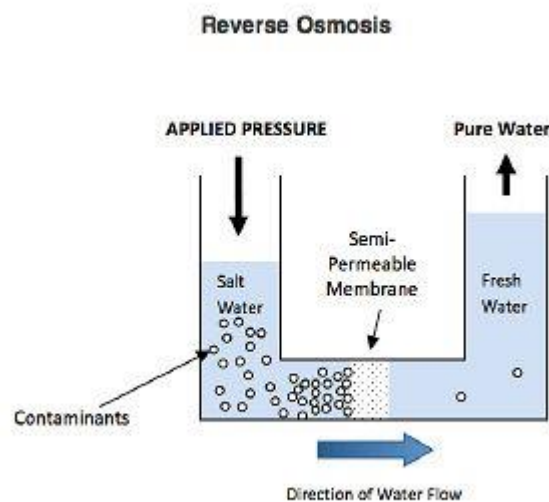 Reverse Osmosis
APPLIED PRESSURE
Pure Water
Semi-
Permeable
Membrane
Salt
Water
Fresh
Water
Contaminants
Direction of Water Flow